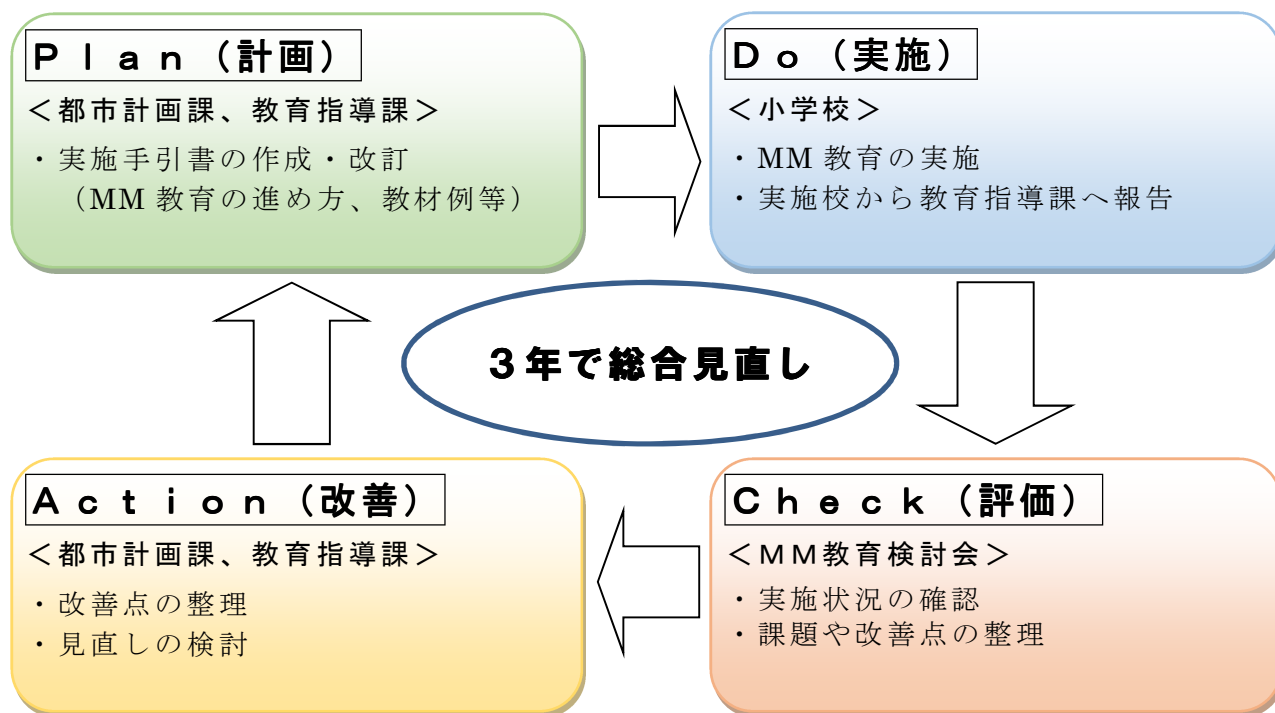 Ｐｌａｎ（計画）
＜都市計画課、教育指導課＞
・実施手引書の作成・改訂
（MM 教育の進め方、教材例等）
Ｄｏ（実施）
＜小学校＞
・MM 教育の実施
・実施校から教育指導課へ報告
３年で総合見直し
Ａｃｔｉｏｎ（改善）
＜都市計画課、教育指導課＞
・改善点の整理
・見直しの検討
Ｃｈｅｃｋ（評価）
＜ＭＭ教育検討会＞
・実施状況の確認
・課題や改善点の整理